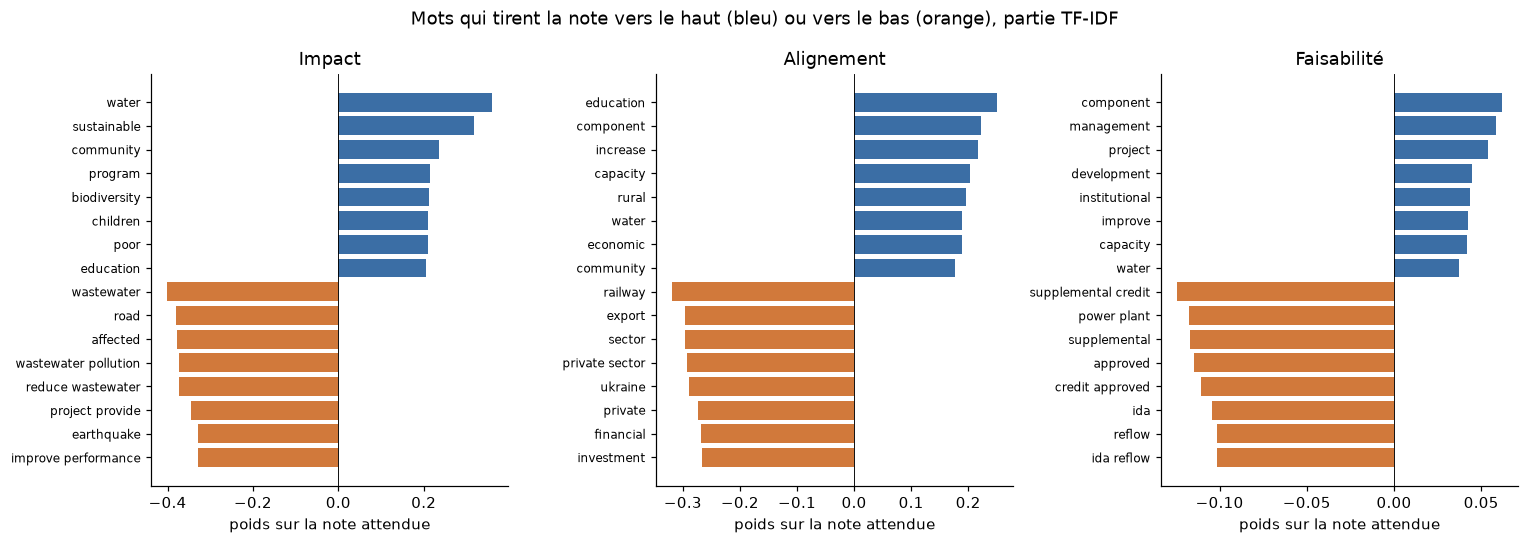 Mots qui tirent la note vers le haut (bleu) ou vers le bas (orange), partie TF-IDF
Impact
water
sustainable
community
program
biodiversity
children
poor
education
wastewater
road
affected
wastewater pollution
reduce wastewater
project provide
earthquake
improve performance
−0.4 −0.2 0.0 0.2
poids sur la note attendue
Alignement
education
component
increase
capacity
rural
water
economic
community
railway
export
sector
private sector
ukraine
private
financial
investment
−0.3 −0.2 −0.1 0.0 0.1 0.2
poids sur la note attendue
Faisabilité
component
management
project
development
institutional
improve
capacity
water
supplemental credit
power plant
supplemental
approved
credit approved
ida
reflow
ida reflow
−0.10 −0.05 0.00 0.05
poids sur la note attendue